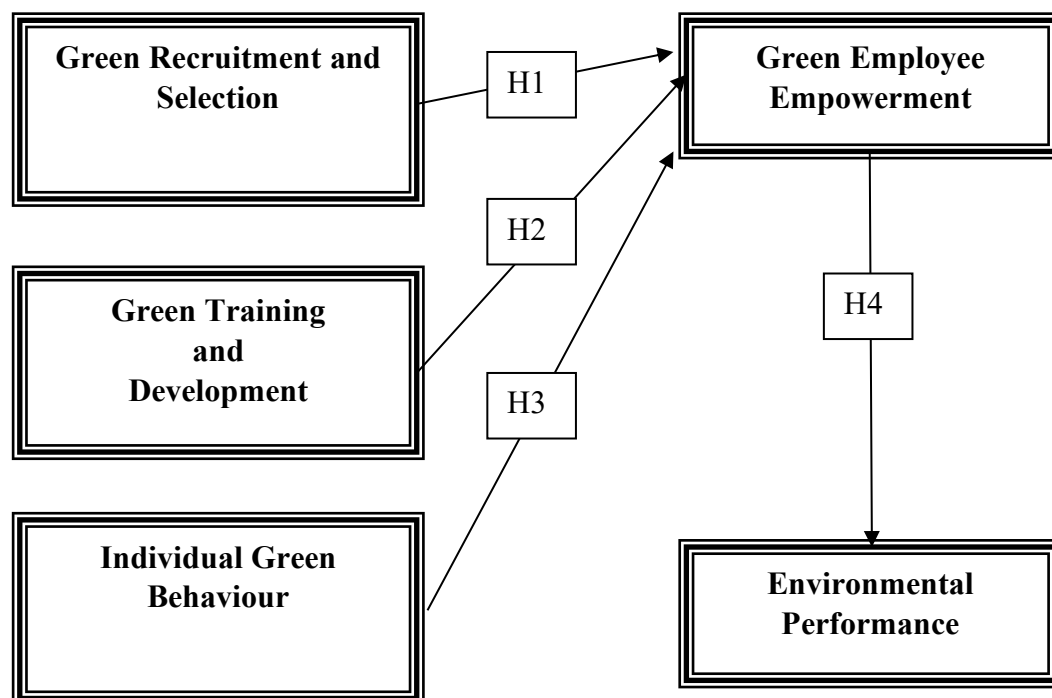 Green Recruitment and
Selection
H1
Green Employee
Empowerment
H2
Green Training
and
Development
H3
H4
Individual Green
Behaviour
Environmental
Performance